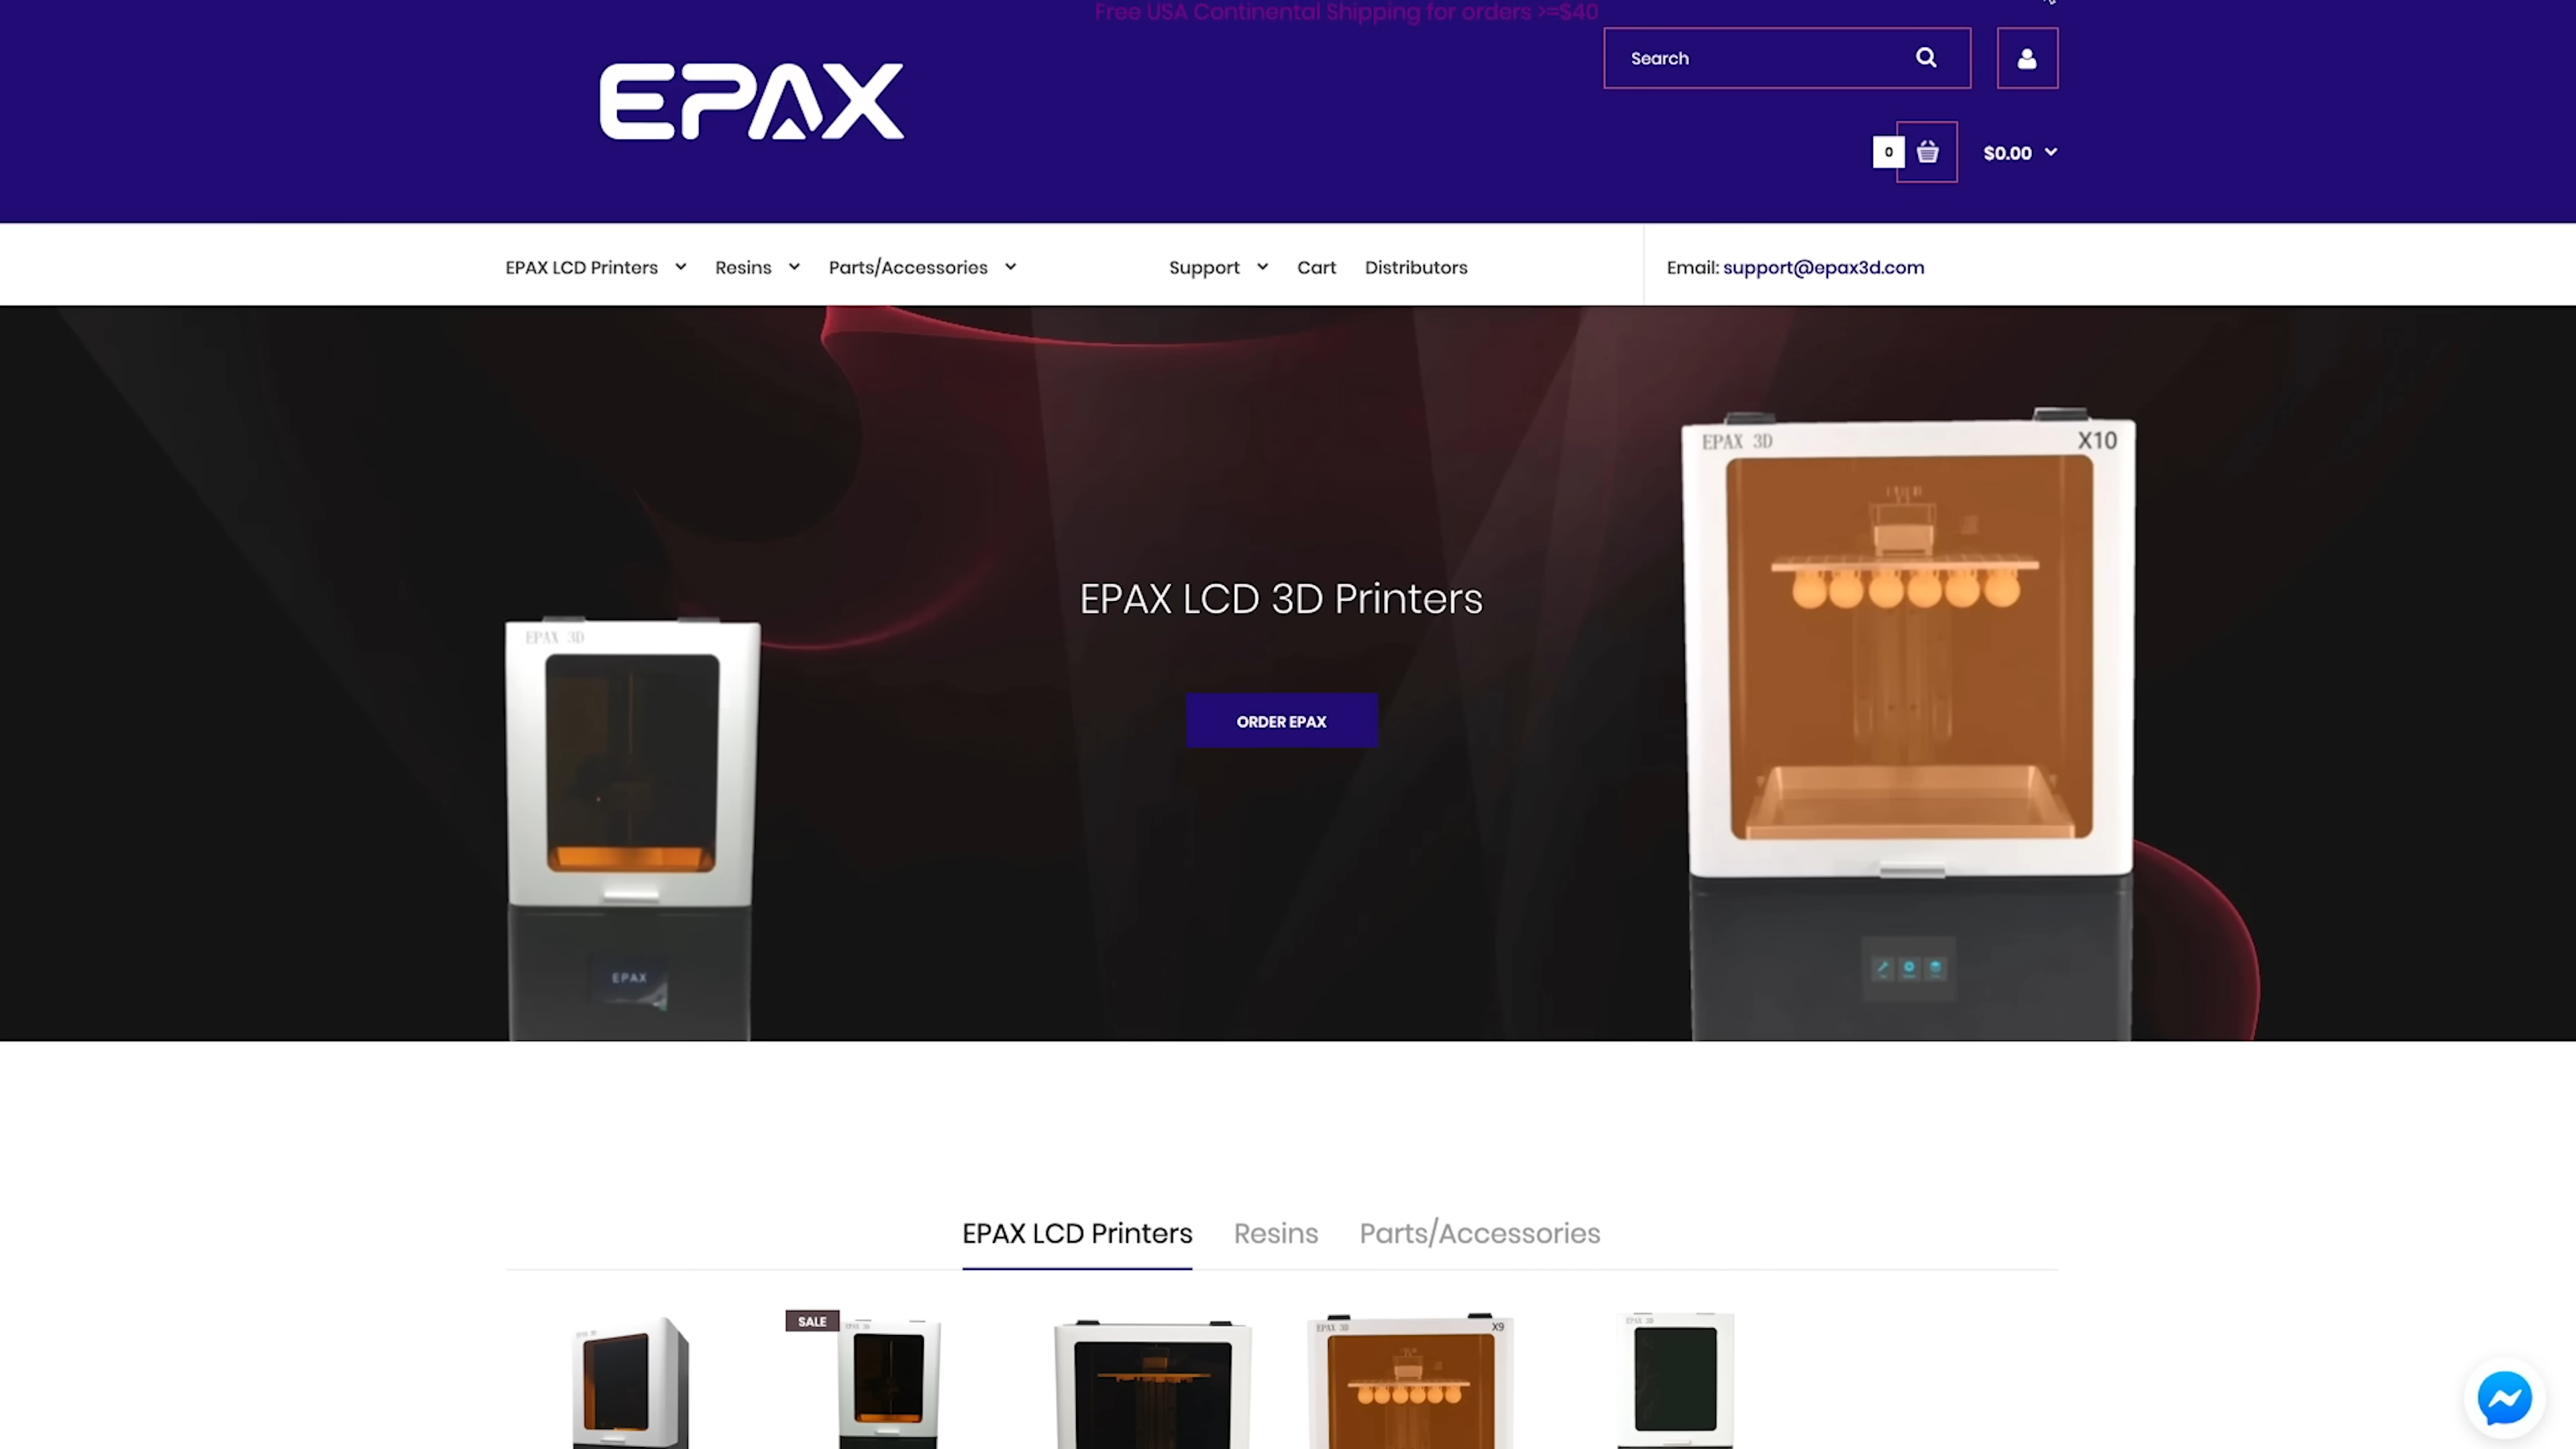 Free USA Continental Shipping for orders >=$40
EPAX
Search
0
$0.00
EPAX LCD Printers
Resins
Parts/Accessories
Support
Cart
Distributors
Email: support@epax3d.com
EPAX 3D
X10
EPAX LCD 3D Printers
EPAX 3D
ORDER EPAX
EPAX
EPAX LCD Printers
Resins
Parts/Accessories
SALE
EPAX 3D
EPAX 3D
X9
EPAX 3D